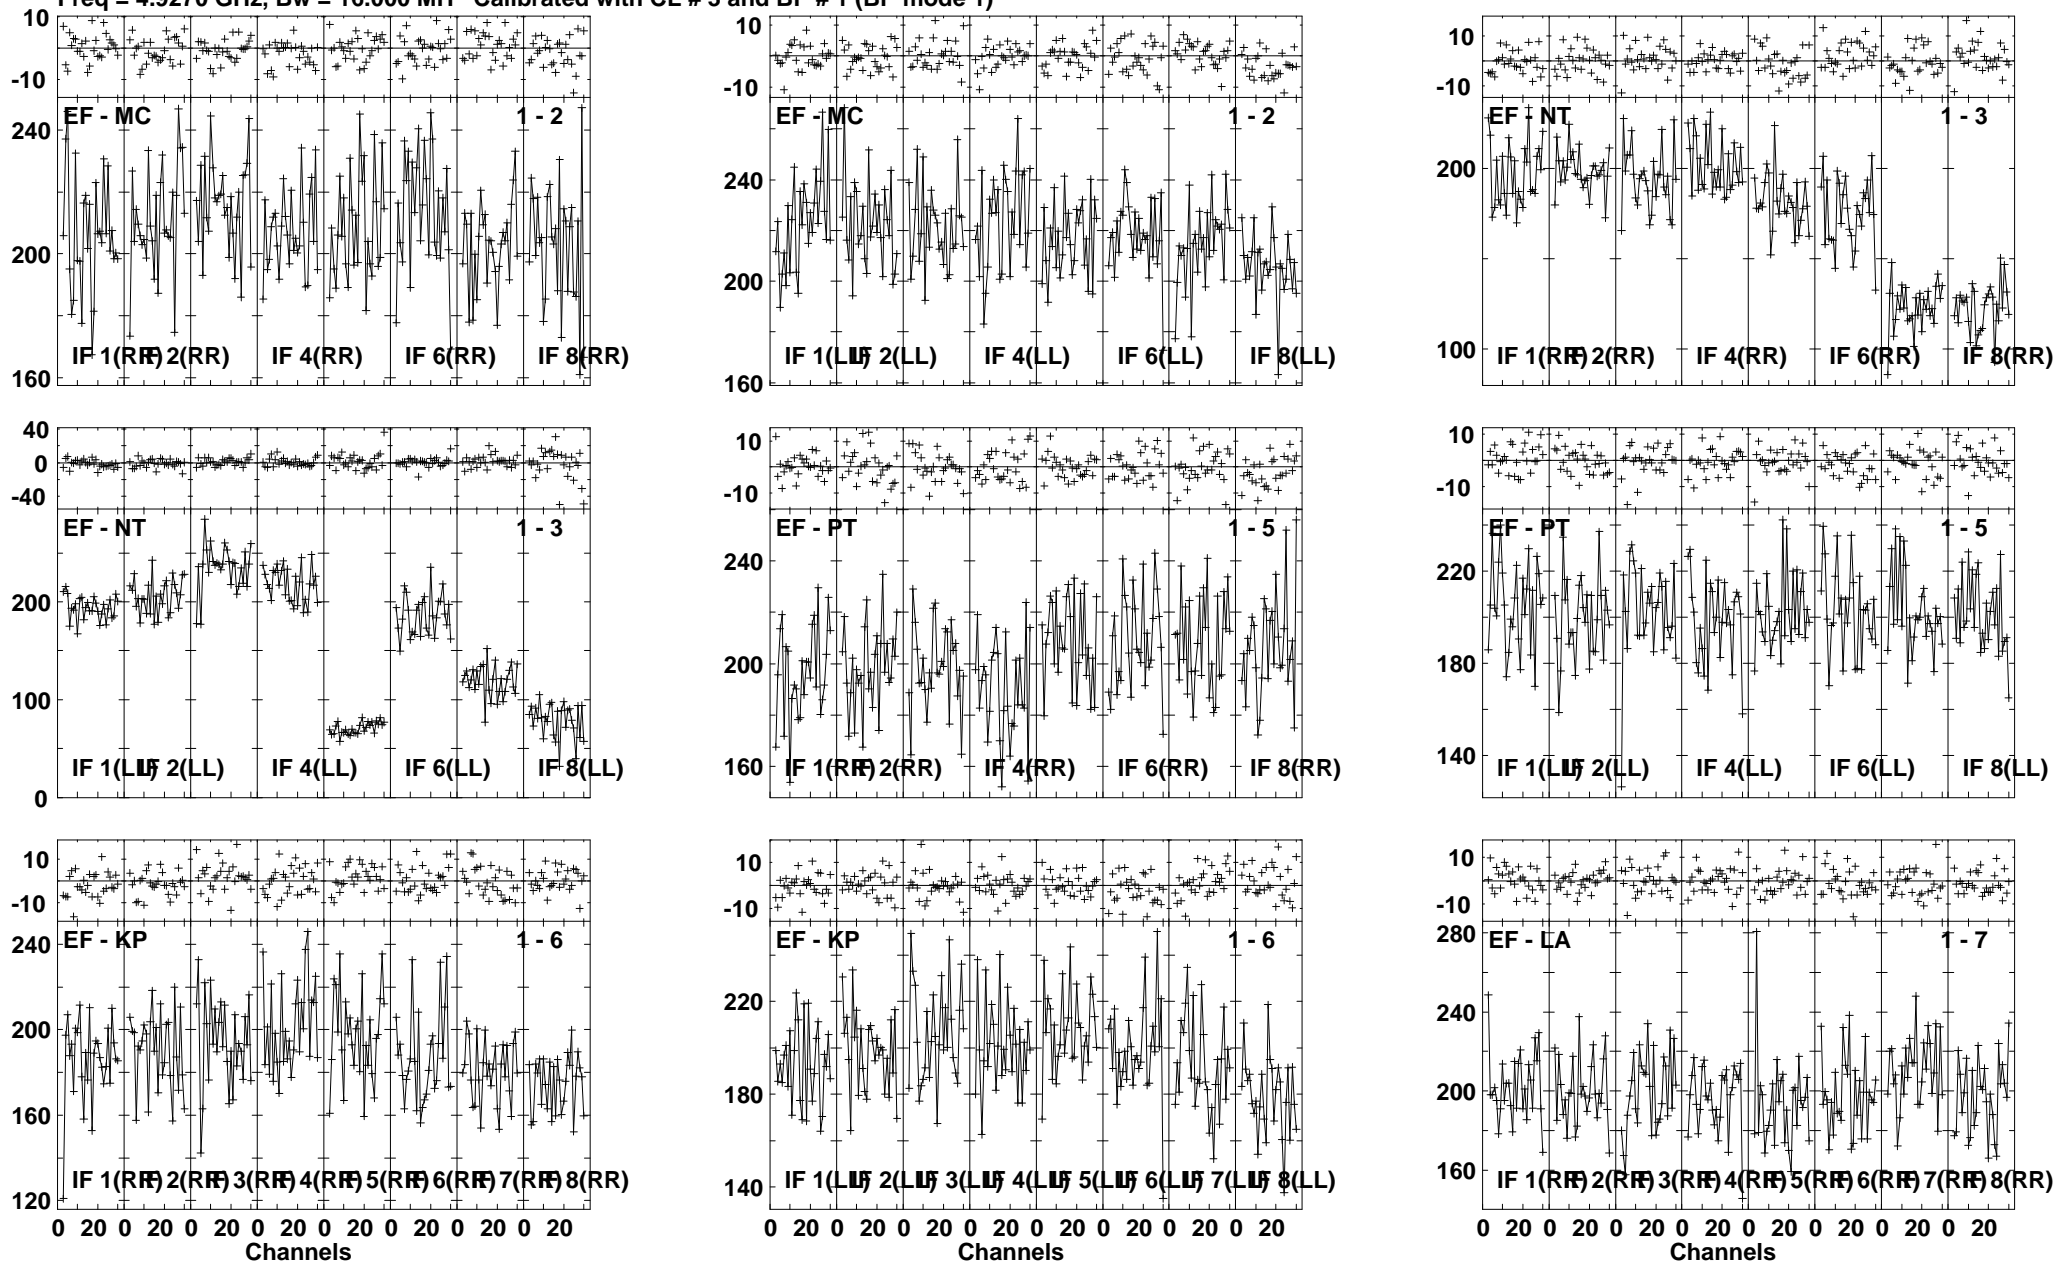 Freq = 4.9270 GHz, Bw = 16.000 MH Calibrated with CL # 3 and BP # 1 (BP mode 1)
10
-10
EF - MC 1 - 2
240
200
160
IF 1(RR) IF 2(RR) IF 4(RR) IF 6(RR) IF 8(RR)
10
-10
EF - MC 1 - 2
240
200
160
IF 1(LL) IF 2(LL) IF 4(LL) IF 6(LL) IF 8(LL)
10
-10
EF - NT 1 - 3
200
100
IF 1(RR) IF 2(RR) IF 4(RR) IF 6(RR) IF 8(RR)
40
0
-40
EF - NT 1 - 3
200
100
0
IF 1(LL) IF 2(LL) IF 4(LL) IF 6(LL) IF 8(LL)
10
-10
EF - PT 1 - 5
240
200
160
IF 1(RR) IF 2(RR) IF 4(RR) IF 6(RR) IF 8(RR)
10
-10
EF - PT 1 - 5
220
180
140
IF 1(LL) IF 2(LL) IF 4(LL) IF 6(LL) IF 8(LL)
10
-10
EF - KP 1 - 6
240
200
160
120
IF 1(RR) IF 2(RR) IF 3(RR) IF 4(RR) IF 5(RR) IF 6(RR) IF 7(RR) IF 8(RR)
0 20 0 20 0 20 0 20 0 20 0 20 0 20 0 20
Channels
10
-10
EF - KP 1 - 6
220
180
140
IF 1(LL) IF 2(LL) IF 3(LL) IF 4(LL) IF 5(LL) IF 6(LL) IF 7(LL) IF 8(LL)
0 20 0 20 0 20 0 20 0 20 0 20 0 20 0 20
Channels
10
-10
EF - LA 1 - 7
280
240
200
160
IF 1(RR) IF 2(RR) IF 3(RR) IF 4(RR) IF 5(RR) IF 6(RR) IF 7(RR) IF 8(RR)
0 20 0 20 0 20 0 20 0 20 0 20 0 20 0 20
Channels